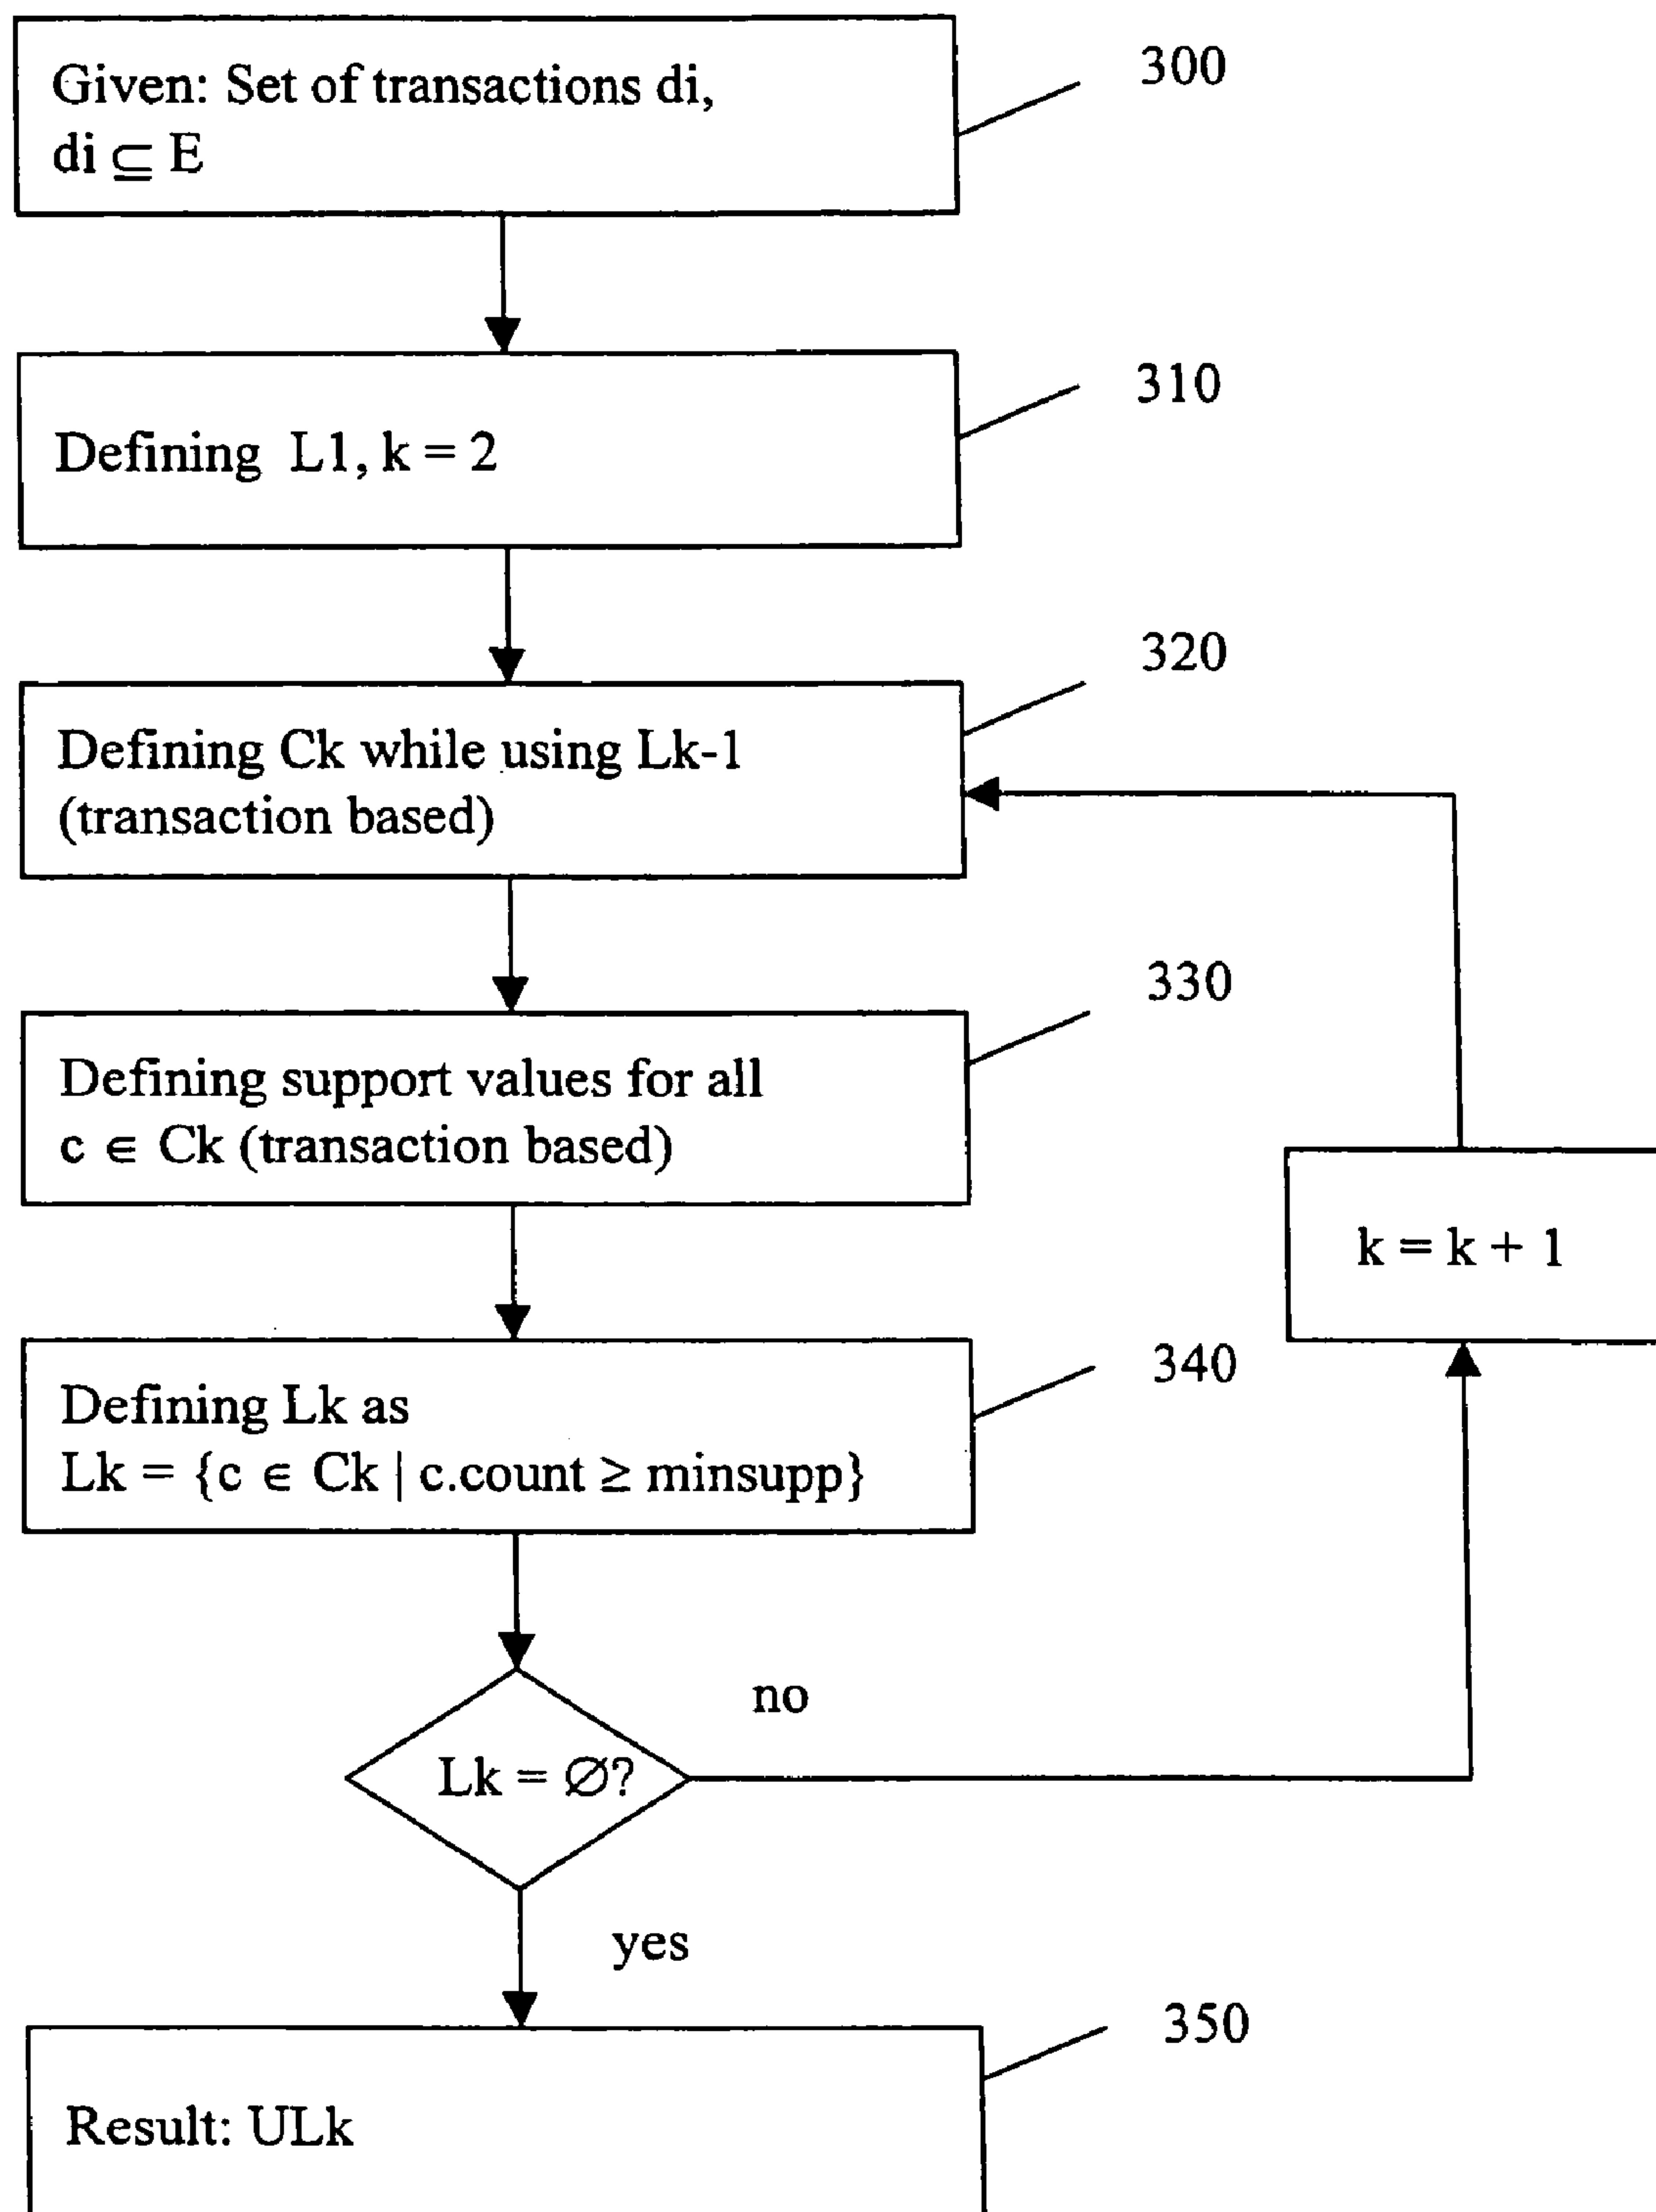 Given: Set of transactions di,
di ⊆ E
300
Defining L1, k = 2
310
Defining Ck while using Lk-1
(transaction based)
320
Defining support values for all
c ∈ Ck (transaction based)
330
k = k + 1
Defining Lk as
Lk = {c ∈ Ck | c.count ≥ minsupp}
340
Lk = ∅?
no
yes
Result: ULk
350